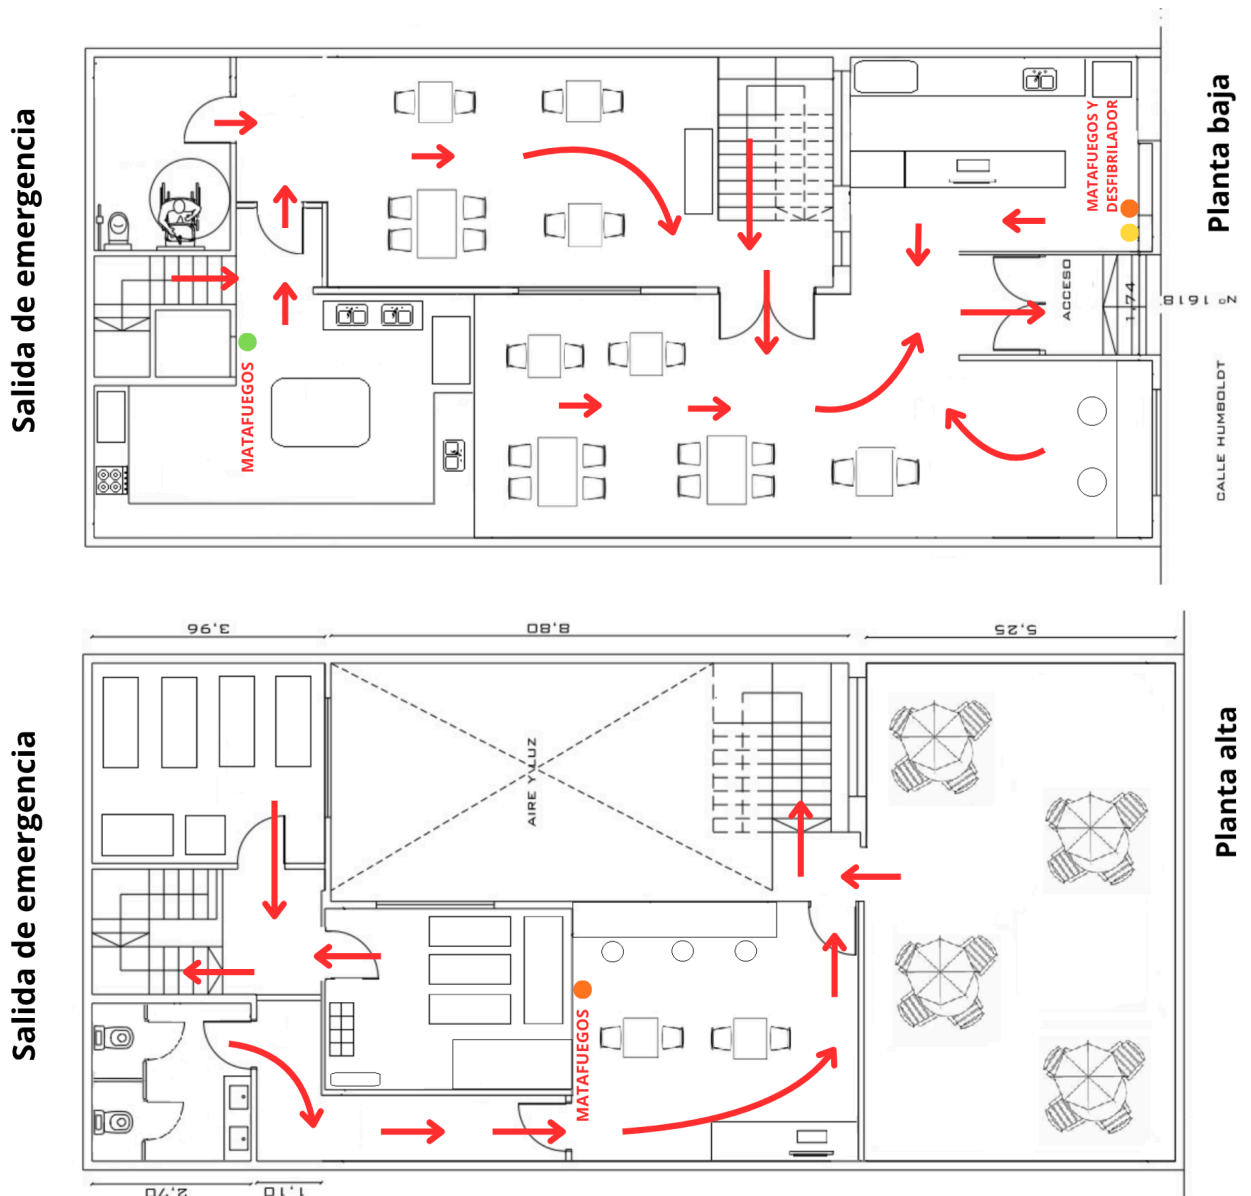 Salida de emergencia
Planta baja
MATAFUEGOS Y
DESFIBRILADOR
MATAFUEGOS
ACCESO
1,74
Nº 1618
CALLE HUMBOLDT
3,96
8,80
5,25
Salida de emergencia
Planta alta
AIRE Y LUZ
MATAFUEGOS
2,70
1,10